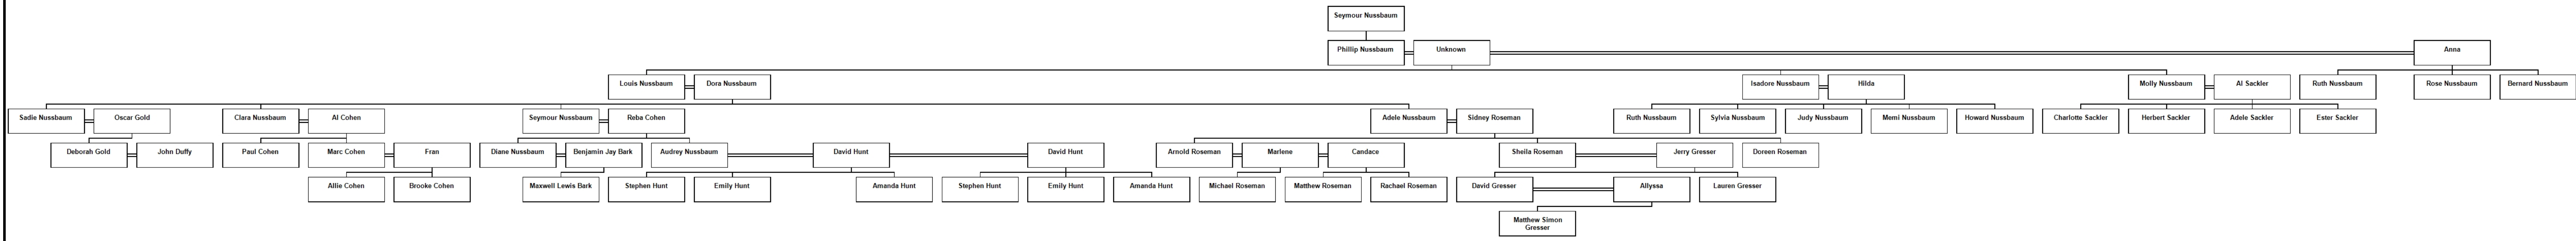 Seymour Nussbaum
Phillip Nussbaum
Unknown
Anna
Louis Nussbaum
Dora Nussbaum
Isadore Nussbaum
Hilda
Molly Nussbaum
Al Sackler
Ruth Nussbaum
Rose Nussbaum
Bernard Nussbaum
Sadie Nussbaum
Oscar Gold
Clara Nussbaum
Al Cohen
Seymour Nussbaum
Reba Cohen
Adele Nussbaum
Sidney Roseman
Ruth Nussbaum
Sylvia Nussbaum
Judy Nussbaum
Memi Nussbaum
Howard Nussbaum
Charlotte Sackler
Herbert Sackler
Adele Sackler
Ester Sackler
Deborah Gold
John Duffy
Paul Cohen
Marc Cohen
Fran
Diane Nussbaum
Benjamin Jay Bark
Audrey Nussbaum
David Hunt
David Hunt
Arnold Roseman
Marlene
Candace
Sheila Roseman
Jerry Gresser
Doreen Roseman
Allie Cohen
Brooke Cohen
Maxwell Lewis Bark
Stephen Hunt
Emily Hunt
Amanda Hunt
Stephen Hunt
Emily Hunt
Amanda Hunt
Michael Roseman
Matthew Roseman
Rachael Roseman
David Gresser
Allyssa
Lauren Gresser
Matthew Simon
Gresser